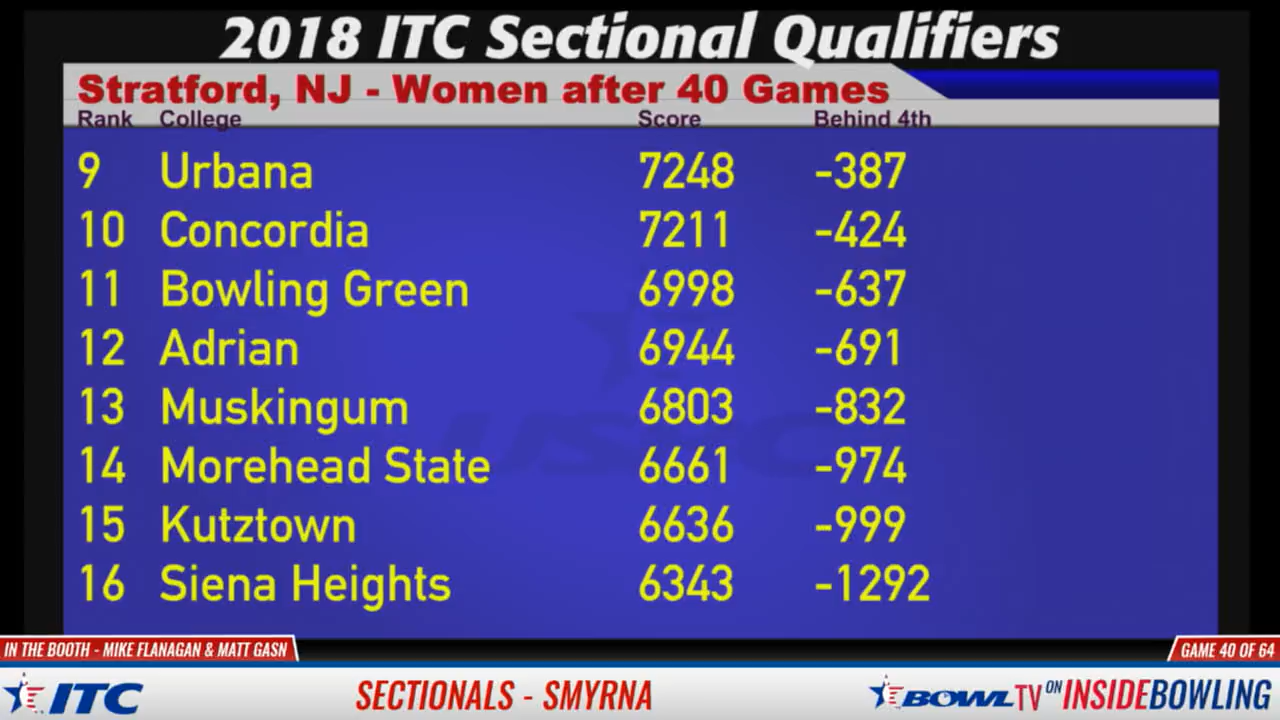 2018 ITC Sectional Qualifiers
Stratford, NJ - Women after 40 Games
Rank College Score Behind 4th
9 Urbana 7248 -387
10 Concordia 7211 -424
11 Bowling Green 6998 -637
12 Adrian 6944 -691
13 Muskingum 6803 -832
14 Morehead State 6661 -974
15 Kutztown 6636 -999
16 Siena Heights 6343 -1292
USBC
IN THE BOOTH - MIKE FLANAGAN & MATT GASN
GAME 40 OF 64
ITC
SECTIONALS - SMYRNA
BOWL TV ON INSIDEBOWLING